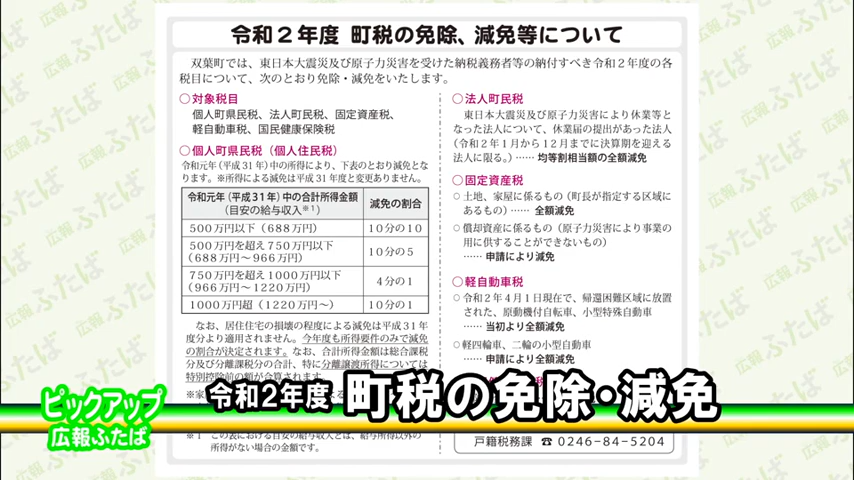 令和２年度 町税の免除、減免等について
双葉町では、東日本大震災及び原子力災害を受けた納税義務者等の納付すべき令和２年度の各
税目について、次のとおり免除・減免をいたします。
○対象税目
個人町県民税、法人町民税、固定資産税、
軽自動車税、国民健康保険税
○個人町県民税（個人住民税）
令和元年（平成31年）中の所得により、下表のとおり減免とな
ります。※所得による減免は平成31年度と変更ありません。
令和元年（平成31年）中の合計所得金額
（目安の給与収入※１）
減免の割合
500万円以下（688万円）
10分の10
500万円を超え750万円以下
（688万円～966万円）
10分の５
750万円を超え1000万円以下
（966万円～1220万円）
４分の１
1000万円超（1220万円～）
10分の１
なお、居住住宅の損壊の程度による減免は平成31年
度分より適用されません。今年度も所得要件のみで減免
の割合が決定されます。なお、合計所得金額は総合課税
分及び分離課税分の合計、特に分離譲渡所得については
特別控除前の額が合算されます。
※１ この表における目安の給与収入とは、給与所得以外の
所得がない場合の金額です。
○法人町民税
東日本大震災及び原子力災害により休業等と
なった法人について、休業届の提出があった法人
（令和２年１月から12月までに決算期を迎える
法人に限る。）…… 均等割相当額の全額減免
○固定資産税
○土地、家屋に係るもの（町長が指定する区域に
あるもの）…… 全額減免
○償却資産に係るもの（原子力災害により事業の
用に供することができないもの）
…… 申請により減免
○軽自動車税
○令和２年４月１日現在で、帰還困難区域に放置
された、原動機付自転車、小型特殊自動車
…… 当初より全額減免
○軽四輪車、二輪の小型自動車
…… 申請により全額減免
戸籍税務課 ☎ 0246-84-5204
ピックアップ
広報ふたば
令和2年度 町税の免除・減免
広報ふたば